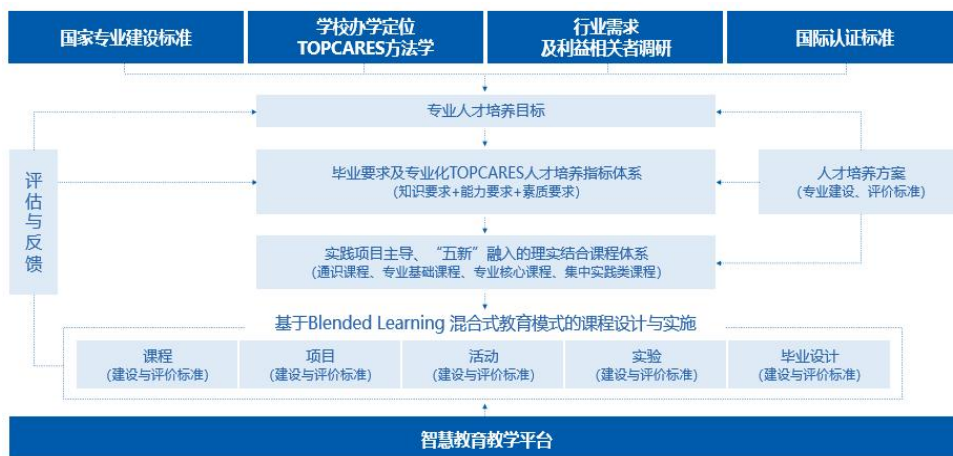 国家专业建设标准
学校办学定位
TOPCARES方法学
行业需求
及利益相关者调研
国际认证标准
专业人才培养目标
评估与反馈
毕业要求及专业化TOPCARES人才培养指标体系
(知识要求+能力要求+素质要求)
人才培养方案
(专业建设、评价标准)
实践项目主导、“五新”融入的理实结合课程体系
(通识课程、专业基础课程、专业核心课程、集中实践类课程)
基于Blended Learning 混合式教育模式的课程设计与实施
课程
(建设与评价标准)
项目
(建设与评价标准)
活动
(建设与评价标准)
实验
(建设与评价标准)
毕业设计
(建设与评价标准)
智慧教育教学平台